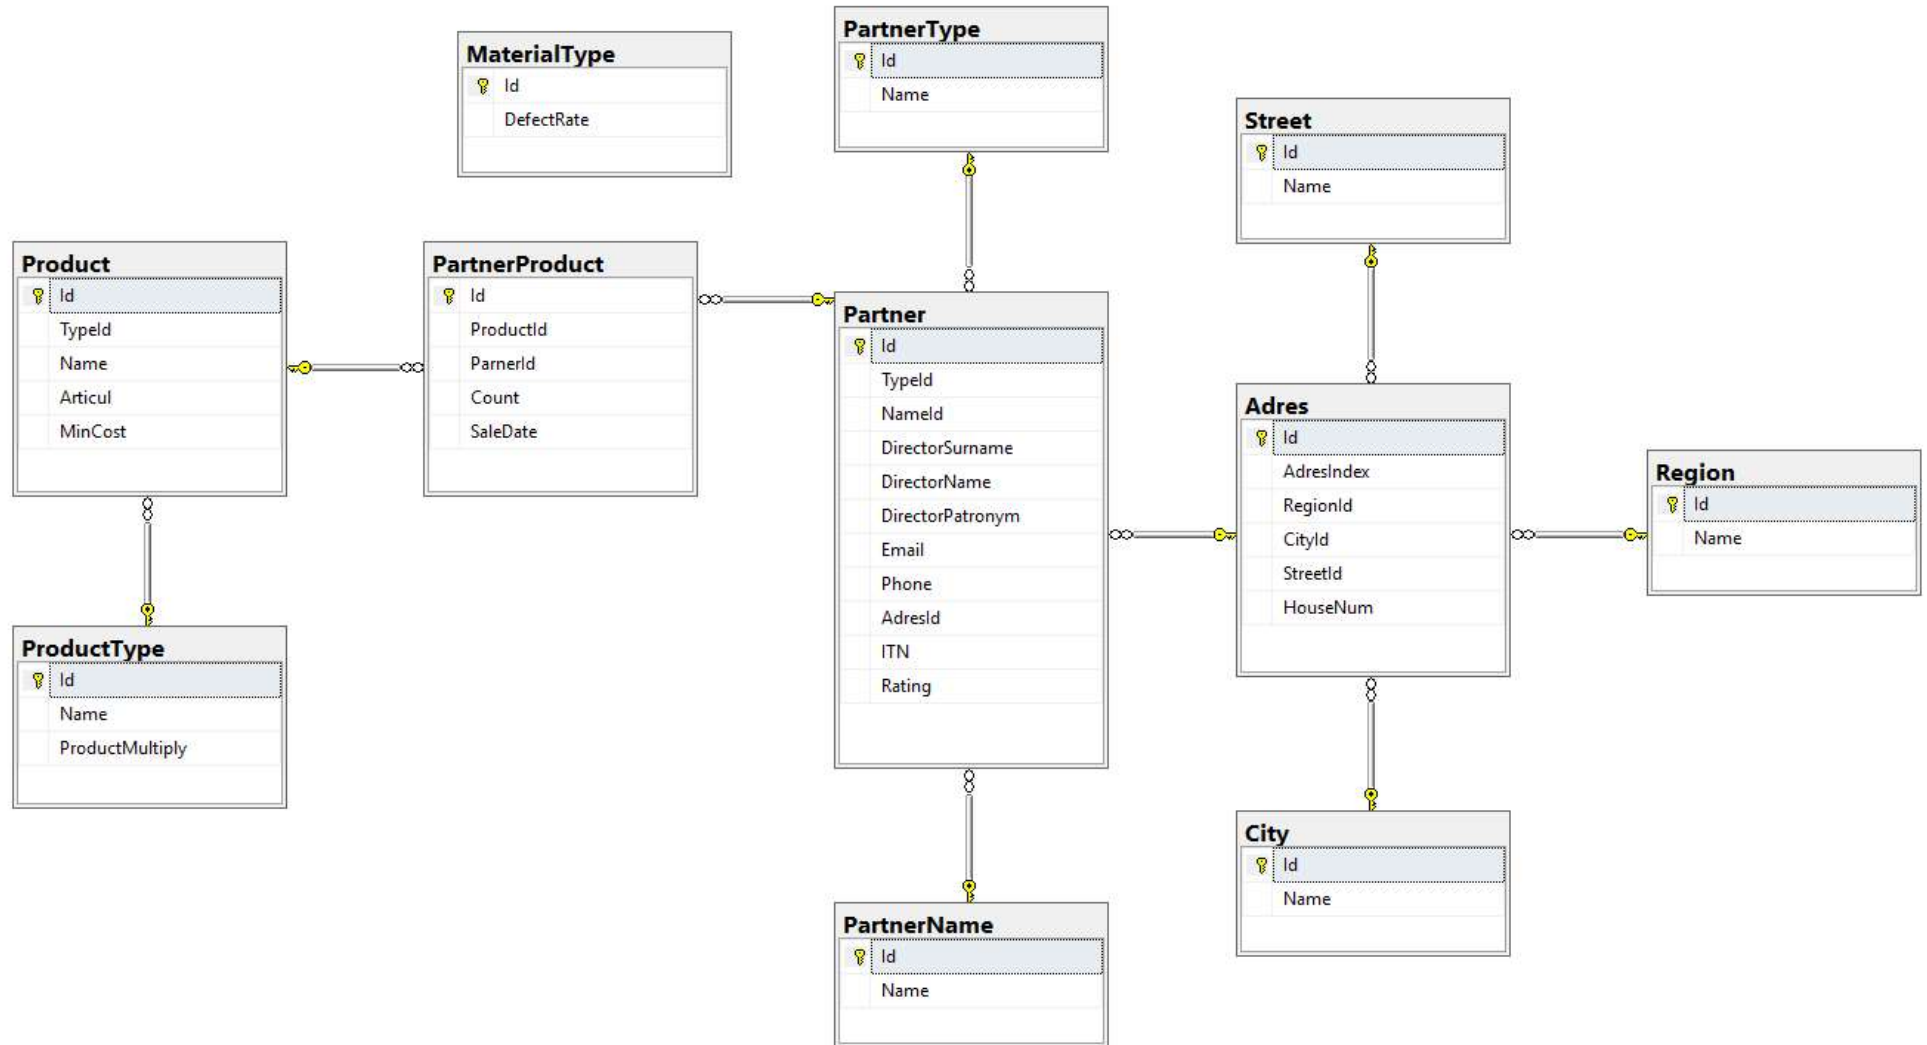 MaterialType
Id
DefectRate
PartnerType
Id
Name
Street
Id
Name
Product
Id
TypeId
Name
Articul
MinCost
PartnerProduct
Id
ProductId
ParnerId
Count
SaleDate
Partner
Id
TypeId
NameId
DirectorSurname
DirectorName
DirectorPatronym
Email
Phone
AdresId
ITN
Rating
Adres
Id
AdresIndex
RegionId
CityId
StreetId
HouseNum
Region
Id
Name
ProductType
Id
Name
ProductMultiply
City
Id
Name
PartnerName
Id
Name